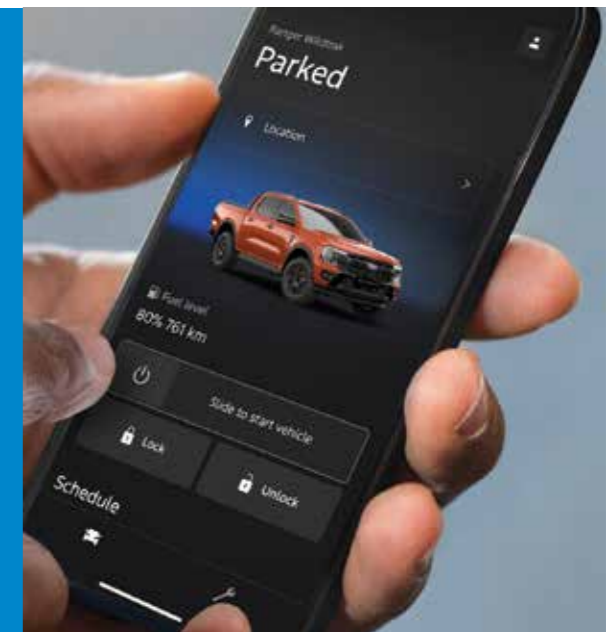 Ranger Wildtrak
Parked
Location
Fuel level
80% 761 km
Slide to start vehicle
Lock
Unlock
Schedule